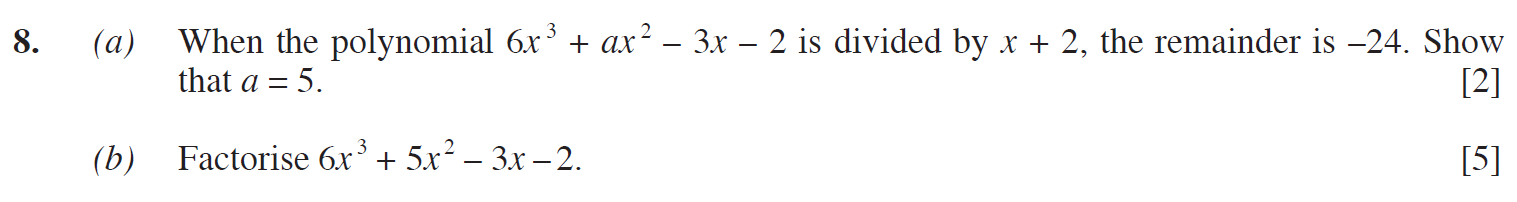 8. (a) When the polynomial 6x³ + ax² – 3x – 2 is divided by x + 2, the remainder is –24. Show
that a = 5. [2]
(b) Factorise 6x³ + 5x² – 3x – 2. [5]